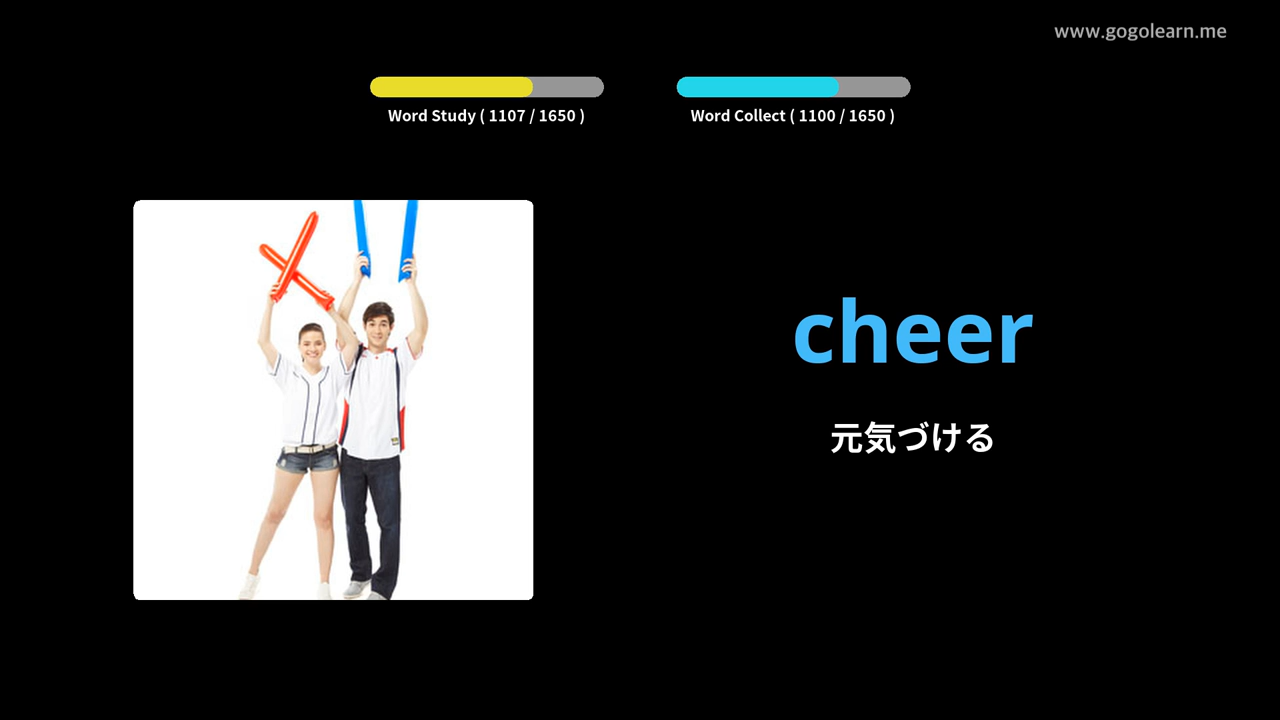 www.gogolearn.me
Word Study ( 1107 / 1650 )
Word Collect ( 1100 / 1650 )
cheer
元気づける